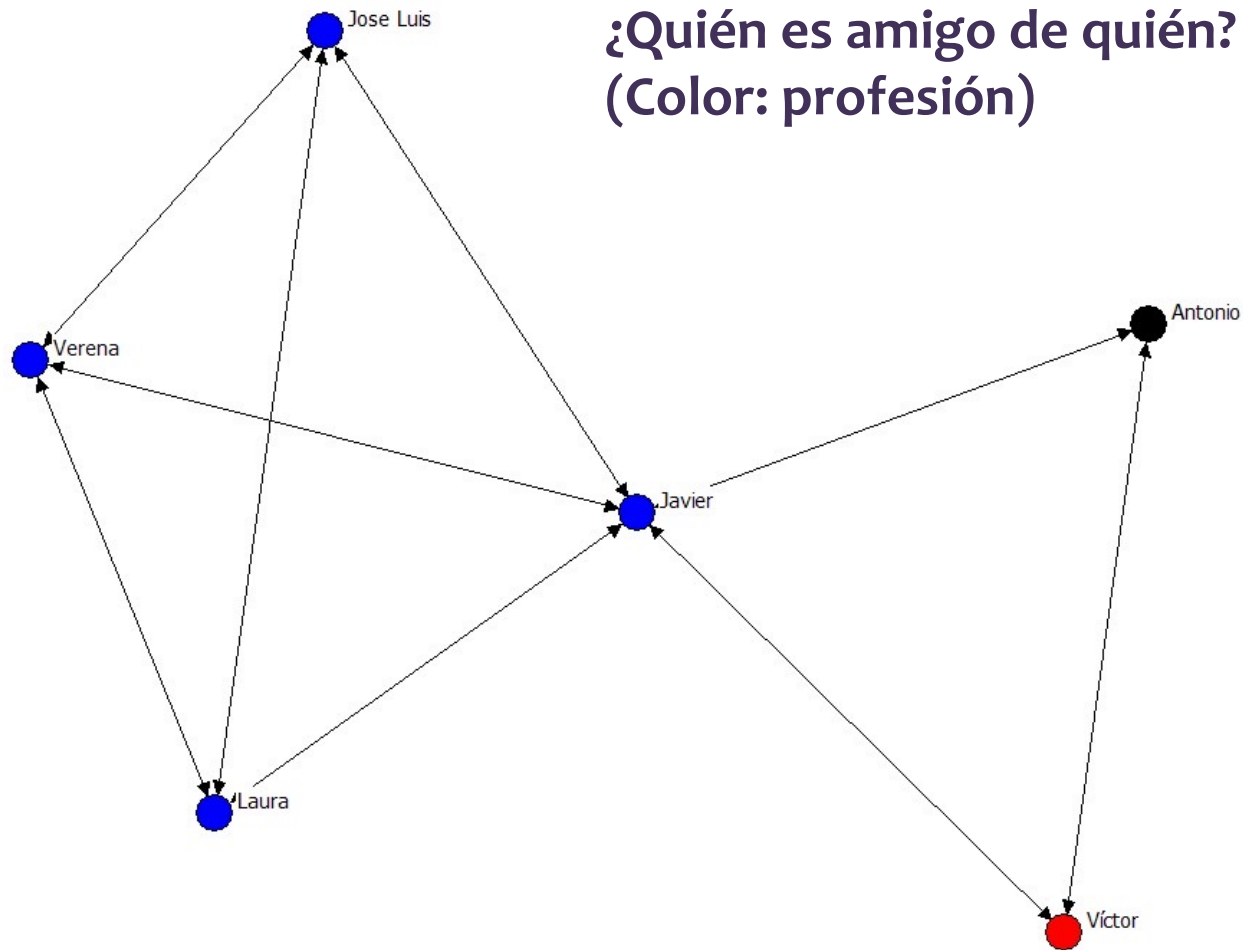 ¿Quién es amigo de quién?
(Color: profesión)
Jose Luis
Antonio
Verena
Javier
Laura
Víctor